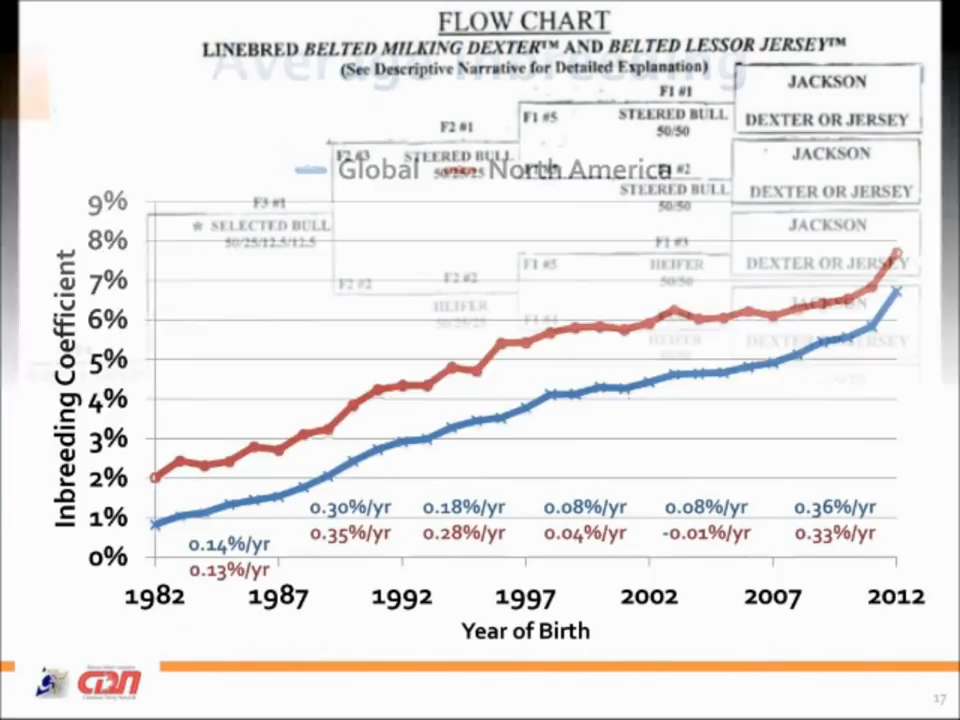 FLOW CHART
LINEBRED BELTED MILKING DEXTER™ AND BELTED LESSOR JERSEY™
Average Inbreeding
(See Descriptive Narrative for Detailed Explanation)
F1 #1
JACKSON
F1 #5
STEERED BULL
50/50
DEXTER OR JERSEY
F2 #1
F2 #3
STEERED BULL
50/25/25
JACKSON
Global
North America
F1 #2
STEERED BULL
50/50
DEXTER OR JERSEY
F3 #1
SELECTED BULL
50/25/12.5/12.5
JACKSON
F1 #3
F1 #5
HEIFER
50/50
DEXTER OR JERSEY
F2 #2
F2 #2
HEIFER
50/25/25
JACKSON
F1 #4
HEIFER
50/50
DEXTER OR JERSEY
Inbreeding Coefficient
9%
8%
7%
6%
5%
4%
3%
2%
1%
0%
0.14%/yr
0.30%/yr
0.18%/yr
0.08%/yr
0.08%/yr
0.36%/yr
0.13%/yr
0.35%/yr
0.28%/yr
0.04%/yr
-0.01%/yr
0.33%/yr
1982
1987
1992
1997
2002
2007
2012
Year of Birth
CDN
17